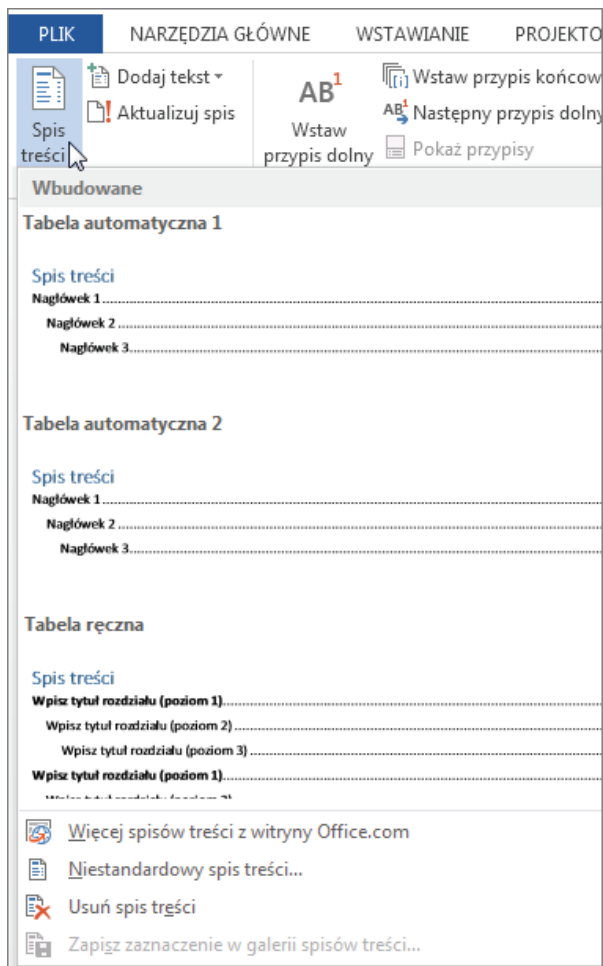 PLIK NARZĘDZIA GŁÓWNE WSTAWIANIE PROJEKTO
Spis treści
Dodaj tekst
Aktualizuj spis
AB1
Wstaw
przypis dolny
[i] Wstaw przypis końcow
AB1 Następny przypis dolny
Pokaż przypisy
Wbudowane
Tabela automatyczna 1
Spis treści
Nagłówek 1
Nagłówek 2
Nagłówek 3
Tabela automatyczna 2
Spis treści
Nagłówek 1
Nagłówek 2
Nagłówek 3
Tabela ręczna
Spis treści
Wpisz tytuł rozdziału (poziom 1)
Wpisz tytuł rozdziału (poziom 2)
Wpisz tytuł rozdziału (poziom 3)
Wpisz tytuł rozdziału (poziom 1)
Więcej spisów treści z witryny Office.com
Niestandardowy spis treści...
Usuń spis treści
Zapisz zaznaczenie w galerii spisów treści...